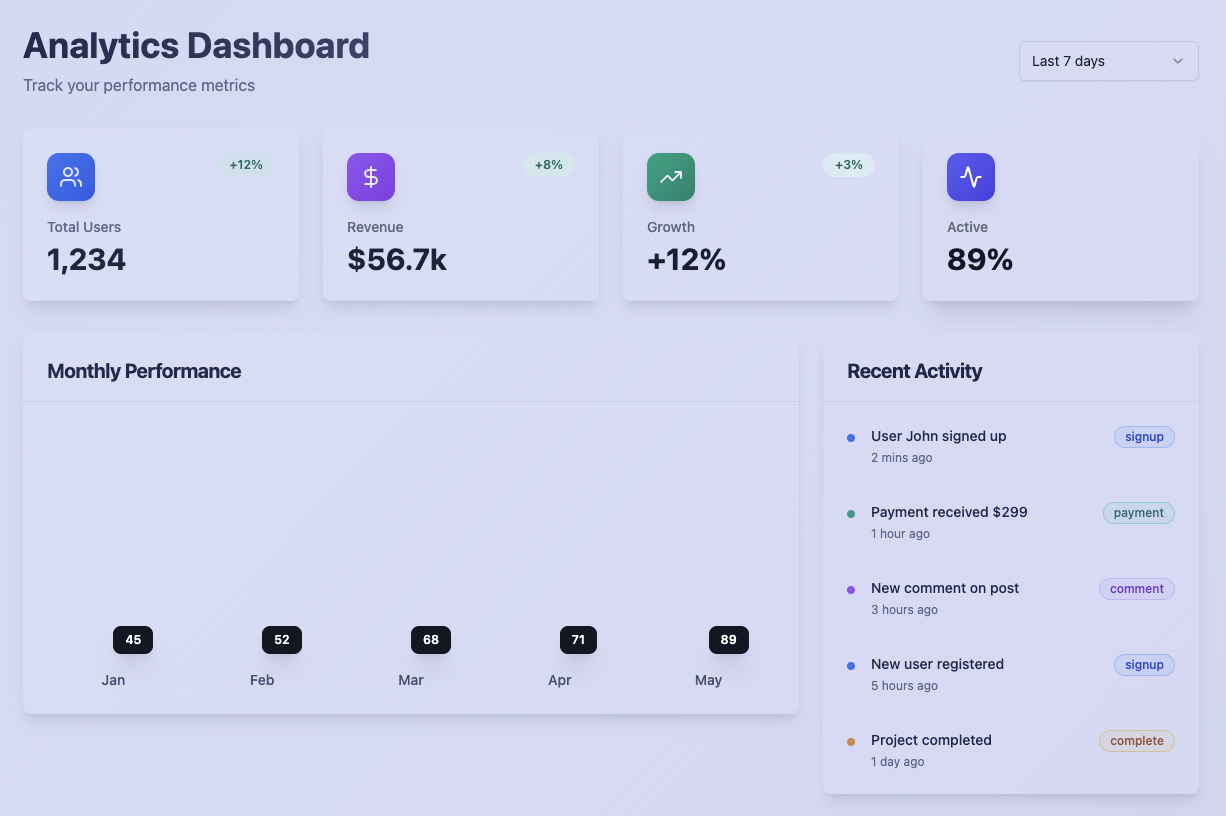 Analytics Dashboard
Track your performance metrics
Last 7 days
+12%
Total Users
1,234
+8%
Revenue
$56.7k
+3%
Growth
+12%
Active
89%
Monthly Performance
45
52
68
71
89
Jan
Feb
Mar
Apr
May
Recent Activity
User John signed up
signup
2 mins ago
Payment received $299
payment
1 hour ago
New comment on post
comment
3 hours ago
New user registered
signup
5 hours ago
Project completed
complete
1 day ago